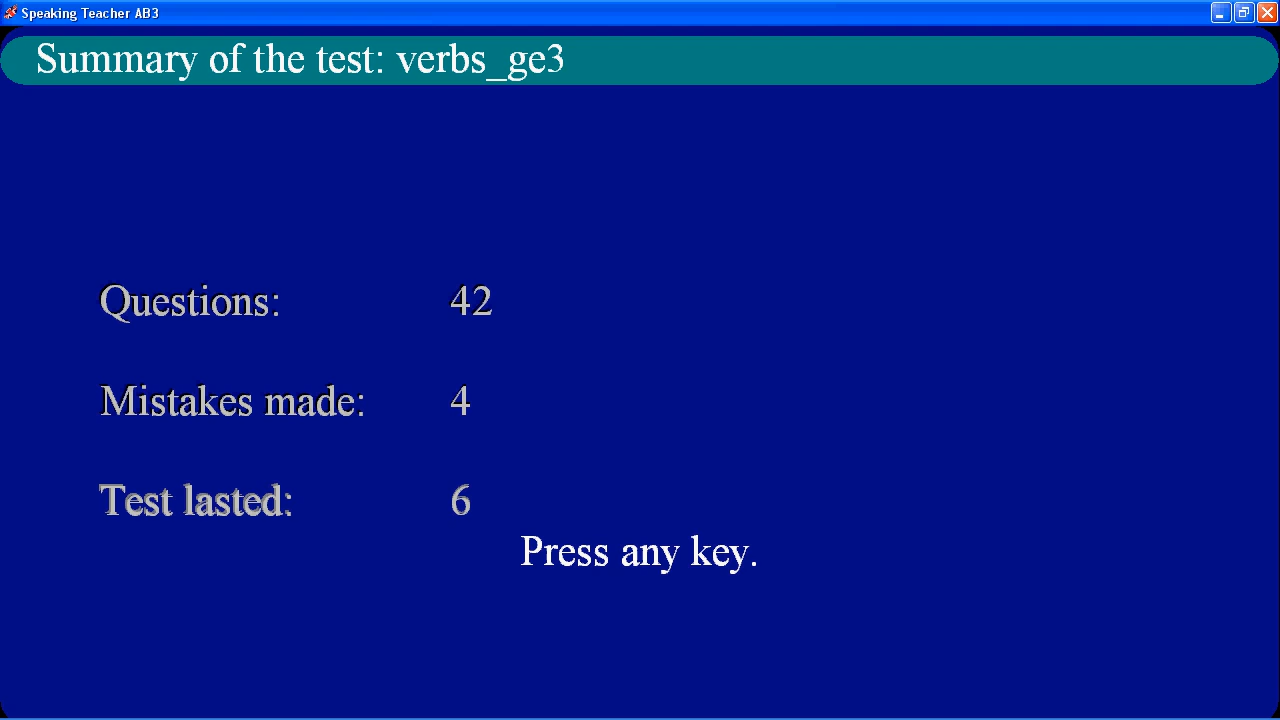 Speaking Teacher AB3
Summary of the test: verbs_ge3
Questions: 42
Mistakes made: 4
Test lasted: 6
Press any key.